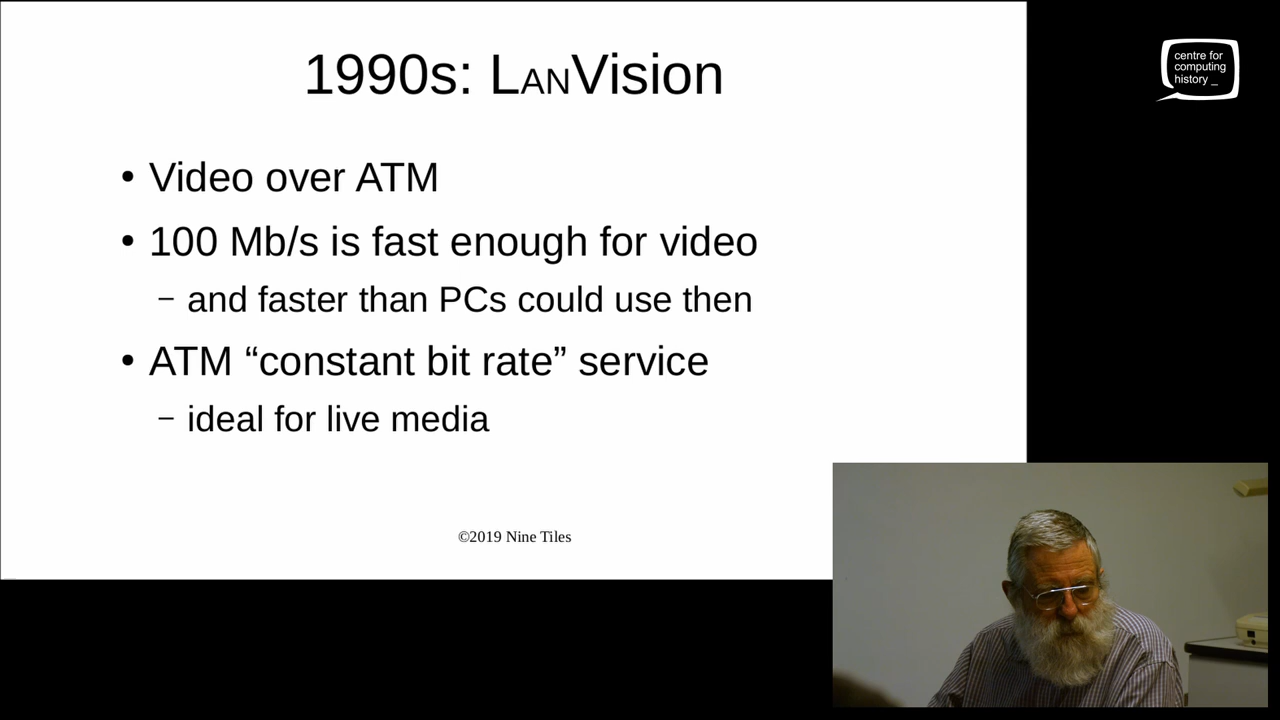 1990s: LANVision
• Video over ATM
• 100 Mb/s is fast enough for video
– and faster than PCs could use then
• ATM “constant bit rate” service
– ideal for live media
©2019 Nine Tiles
centre for
computing
history _